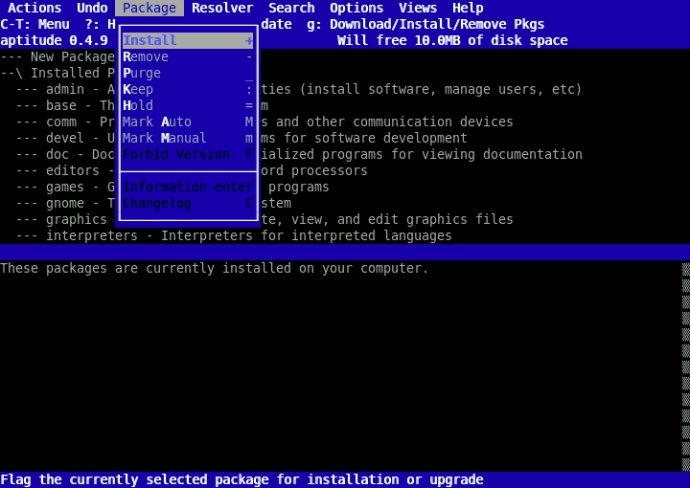 Actions  Undo  Package  Resolver  Search  Options  Views  Help
C-T: Menu  ?: H date  g: Download/Install/Remove Pkgs
aptitude 0.4.9 Will free 10.0MB of disk space
Install +
Remove -
Purge _
Keep :
Hold =
Mark Auto M
Mark Manual m
Forbid Version F
Information enter
Changelog C
--- New Package
--\ Installed P
--- admin - A ties (install software, manage users, etc)
--- base - Th m
--- comm - Pr s and other communication devices
--- devel - U ms for software development
--- doc - Doc ialized programs for viewing documentation
--- editors - ord processors
--- games - G programs
--- gnome - T stem
--- graphics te, view, and edit graphics files
--- interpreters - Interpreters for interpreted languages
These packages are currently installed on your computer.
Flag the currently selected package for installation or upgrade